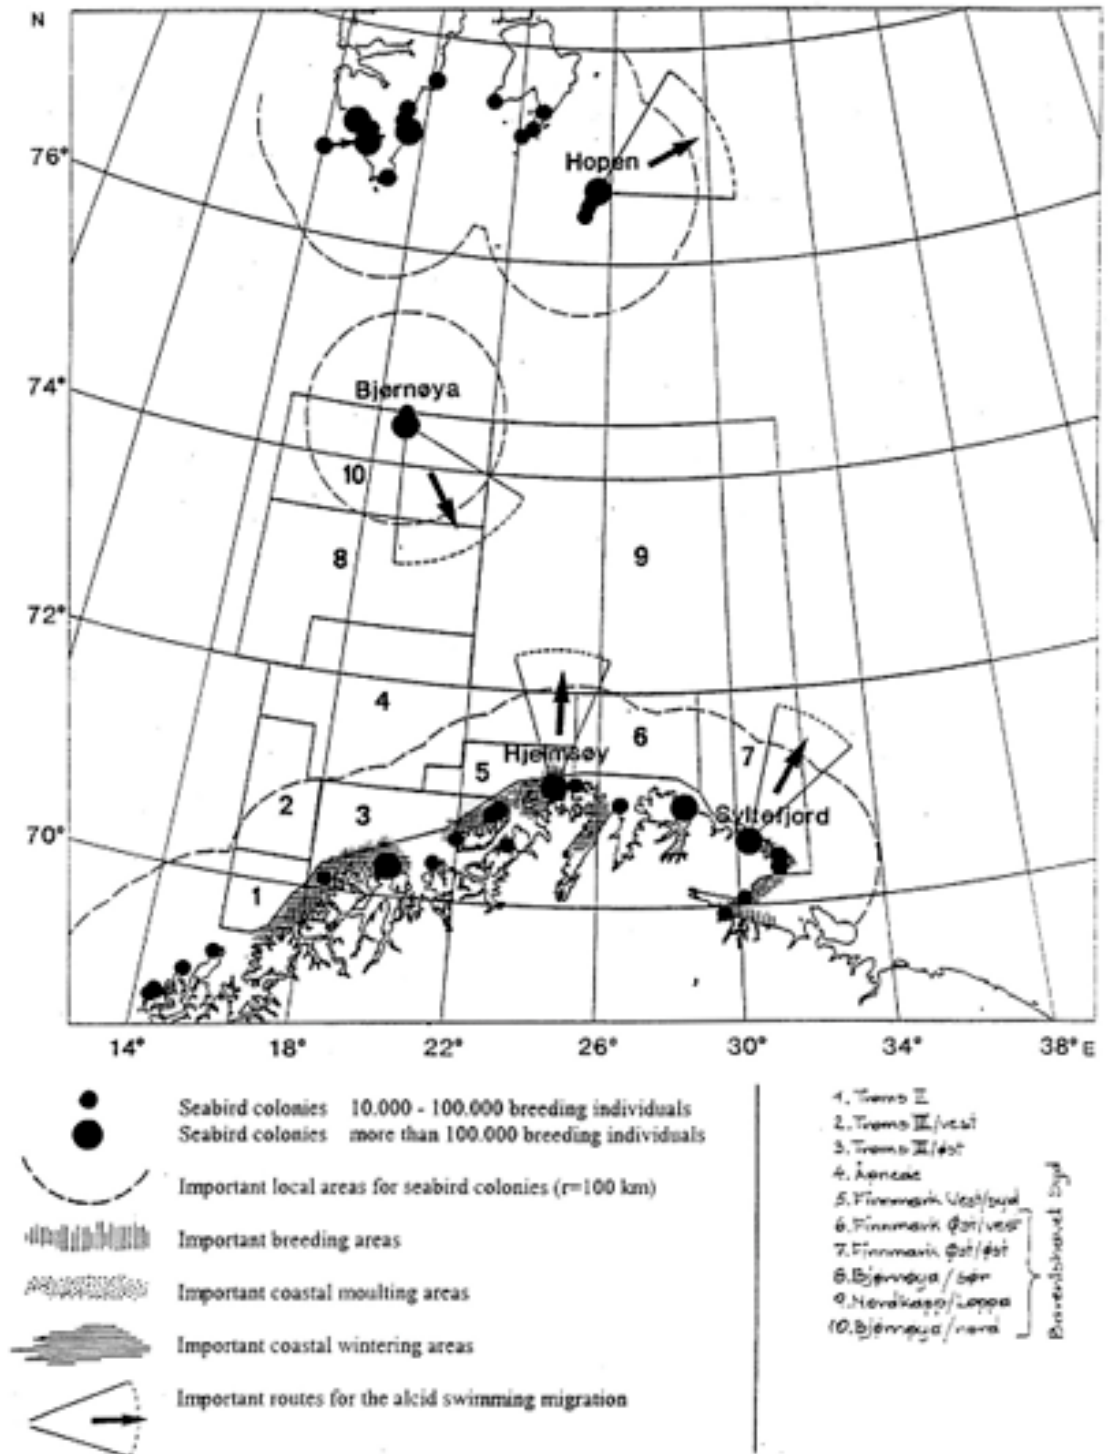 N
76°
Hopen
74°
Bjørnøya
10
8
9
72°
4
6
Hjelmsøy
5
7
2
3
Syltefjord
70°
1
14°
18°
22°
26°
30°
38° E
Seabird colonies 10.000 - 100.000 breeding individuals
Seabird colonies more than 100.000 breeding individuals
Important local areas for seabird colonies (r=100 km)
Important breeding areas
Important coastal moulting areas
Important coastal wintering areas
Important routes for the alcid swimming migration
1. Troms II
2. Troms III/vest
3. Troms III/øst
4.
5. Finnmark Vest/syd
6. Finnmark Øst/vest
7. Finnmark Øst/øst
8. Bjørnøya/sør
9. Nordkapp/Loppa
10. Bjørnøya/nord
Barentshavet Syd